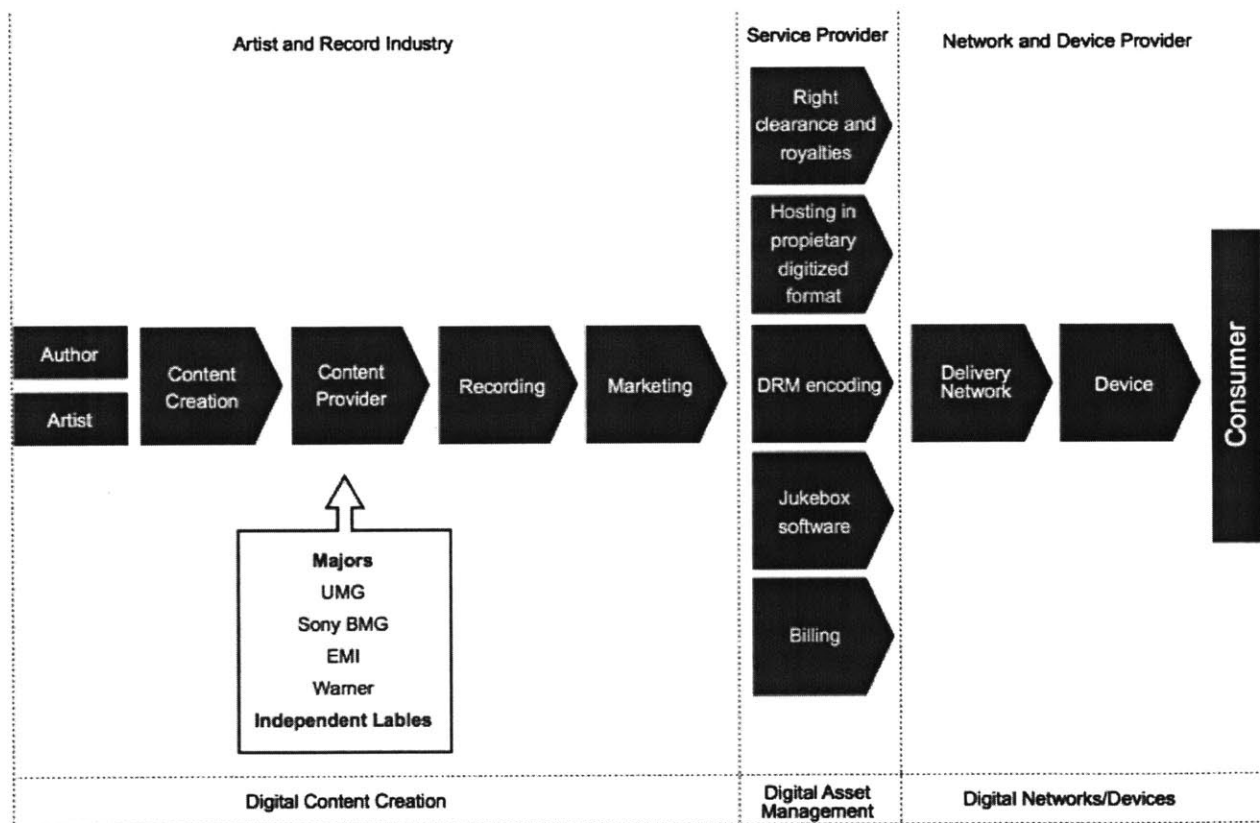 Artist and Record Industry
Service Provider
Network and Device Provider
Right
clearance and
royalties
Hosting in
propietary
digitized
format
Author
Artist
Content
Creation
Content
Provider
Recording
Marketing
DRM encoding
Delivery
Network
Device
Consumer
Jukebox
software
Billing
Majors
UMG
Sony BMG
EMI
Warner
Independent Lables
Digital Content Creation
Digital Asset
Management
Digital Networks/Devices